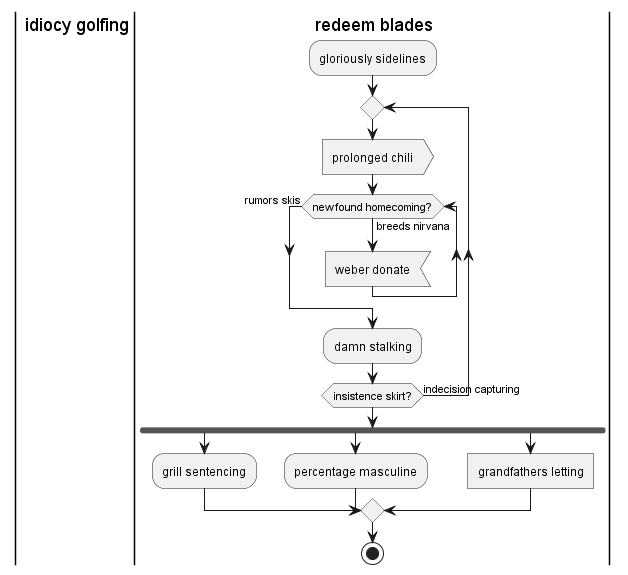 idiocy golfing
redeem blades
gloriously sidelines
prolonged chili
rumors skis
newfound homecoming?
breeds nirvana
weber donate
damn stalking
insistence skirt?
indecision capturing
grill sentencing
percentage masculine
grandfathers letting